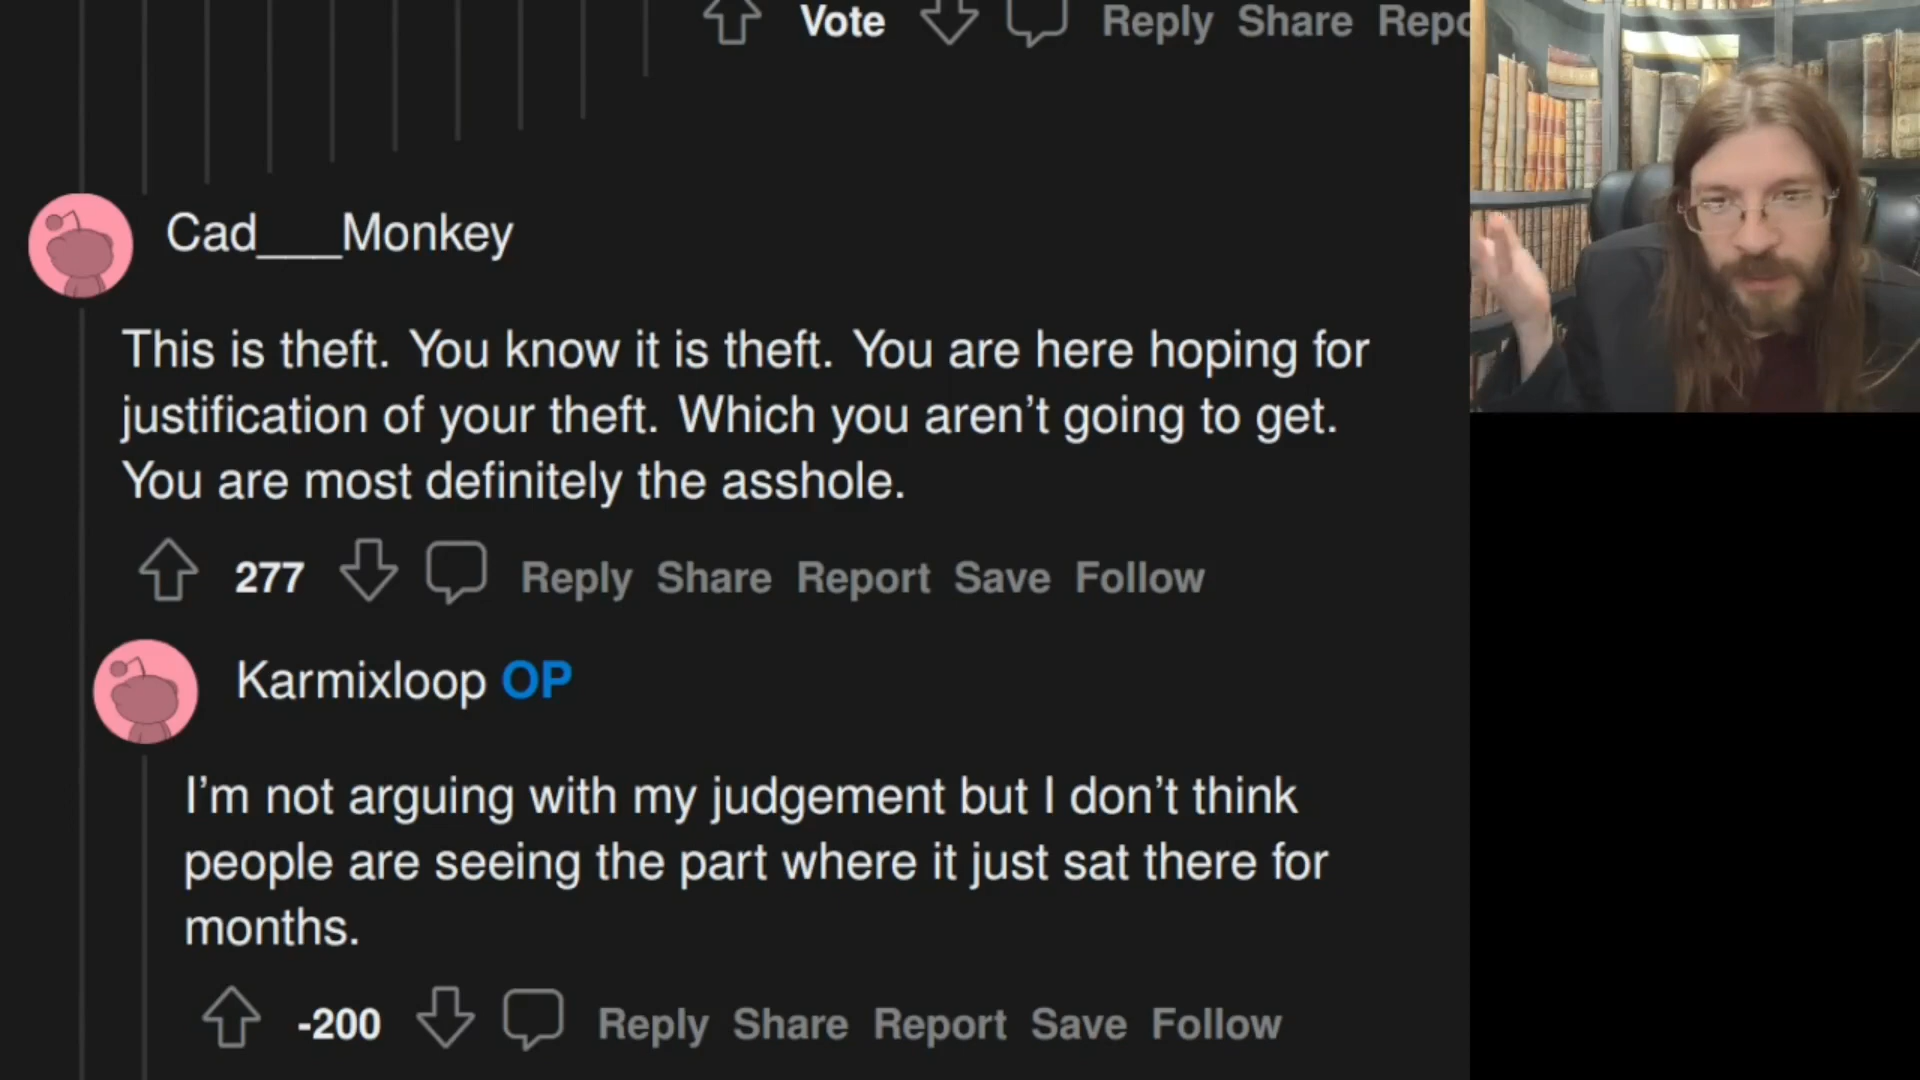 Vote Reply Share Repo
Cad___Monkey
This is theft. You know it is theft. You are here hoping for
justification of your theft. Which you aren’t going to get.
You are most definitely the asshole.
277 Reply Share Report Save Follow
Karmixloop OP
I’m not arguing with my judgement but I don’t think
people are seeing the part where it just sat there for
months.
-200 Reply Share Report Save Follow